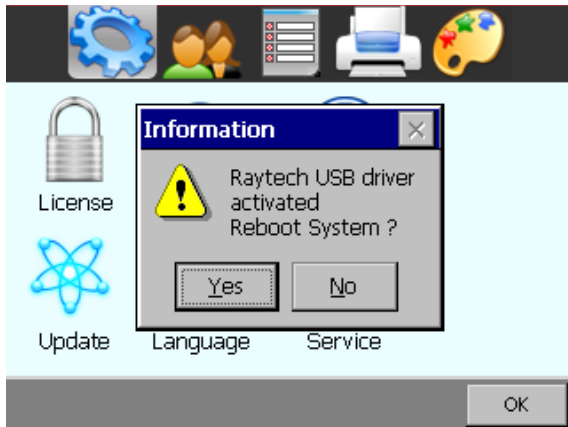 Information
License
Raytech USB driver
activated
Reboot System ?
Yes
No
Update
Language
Service
OK